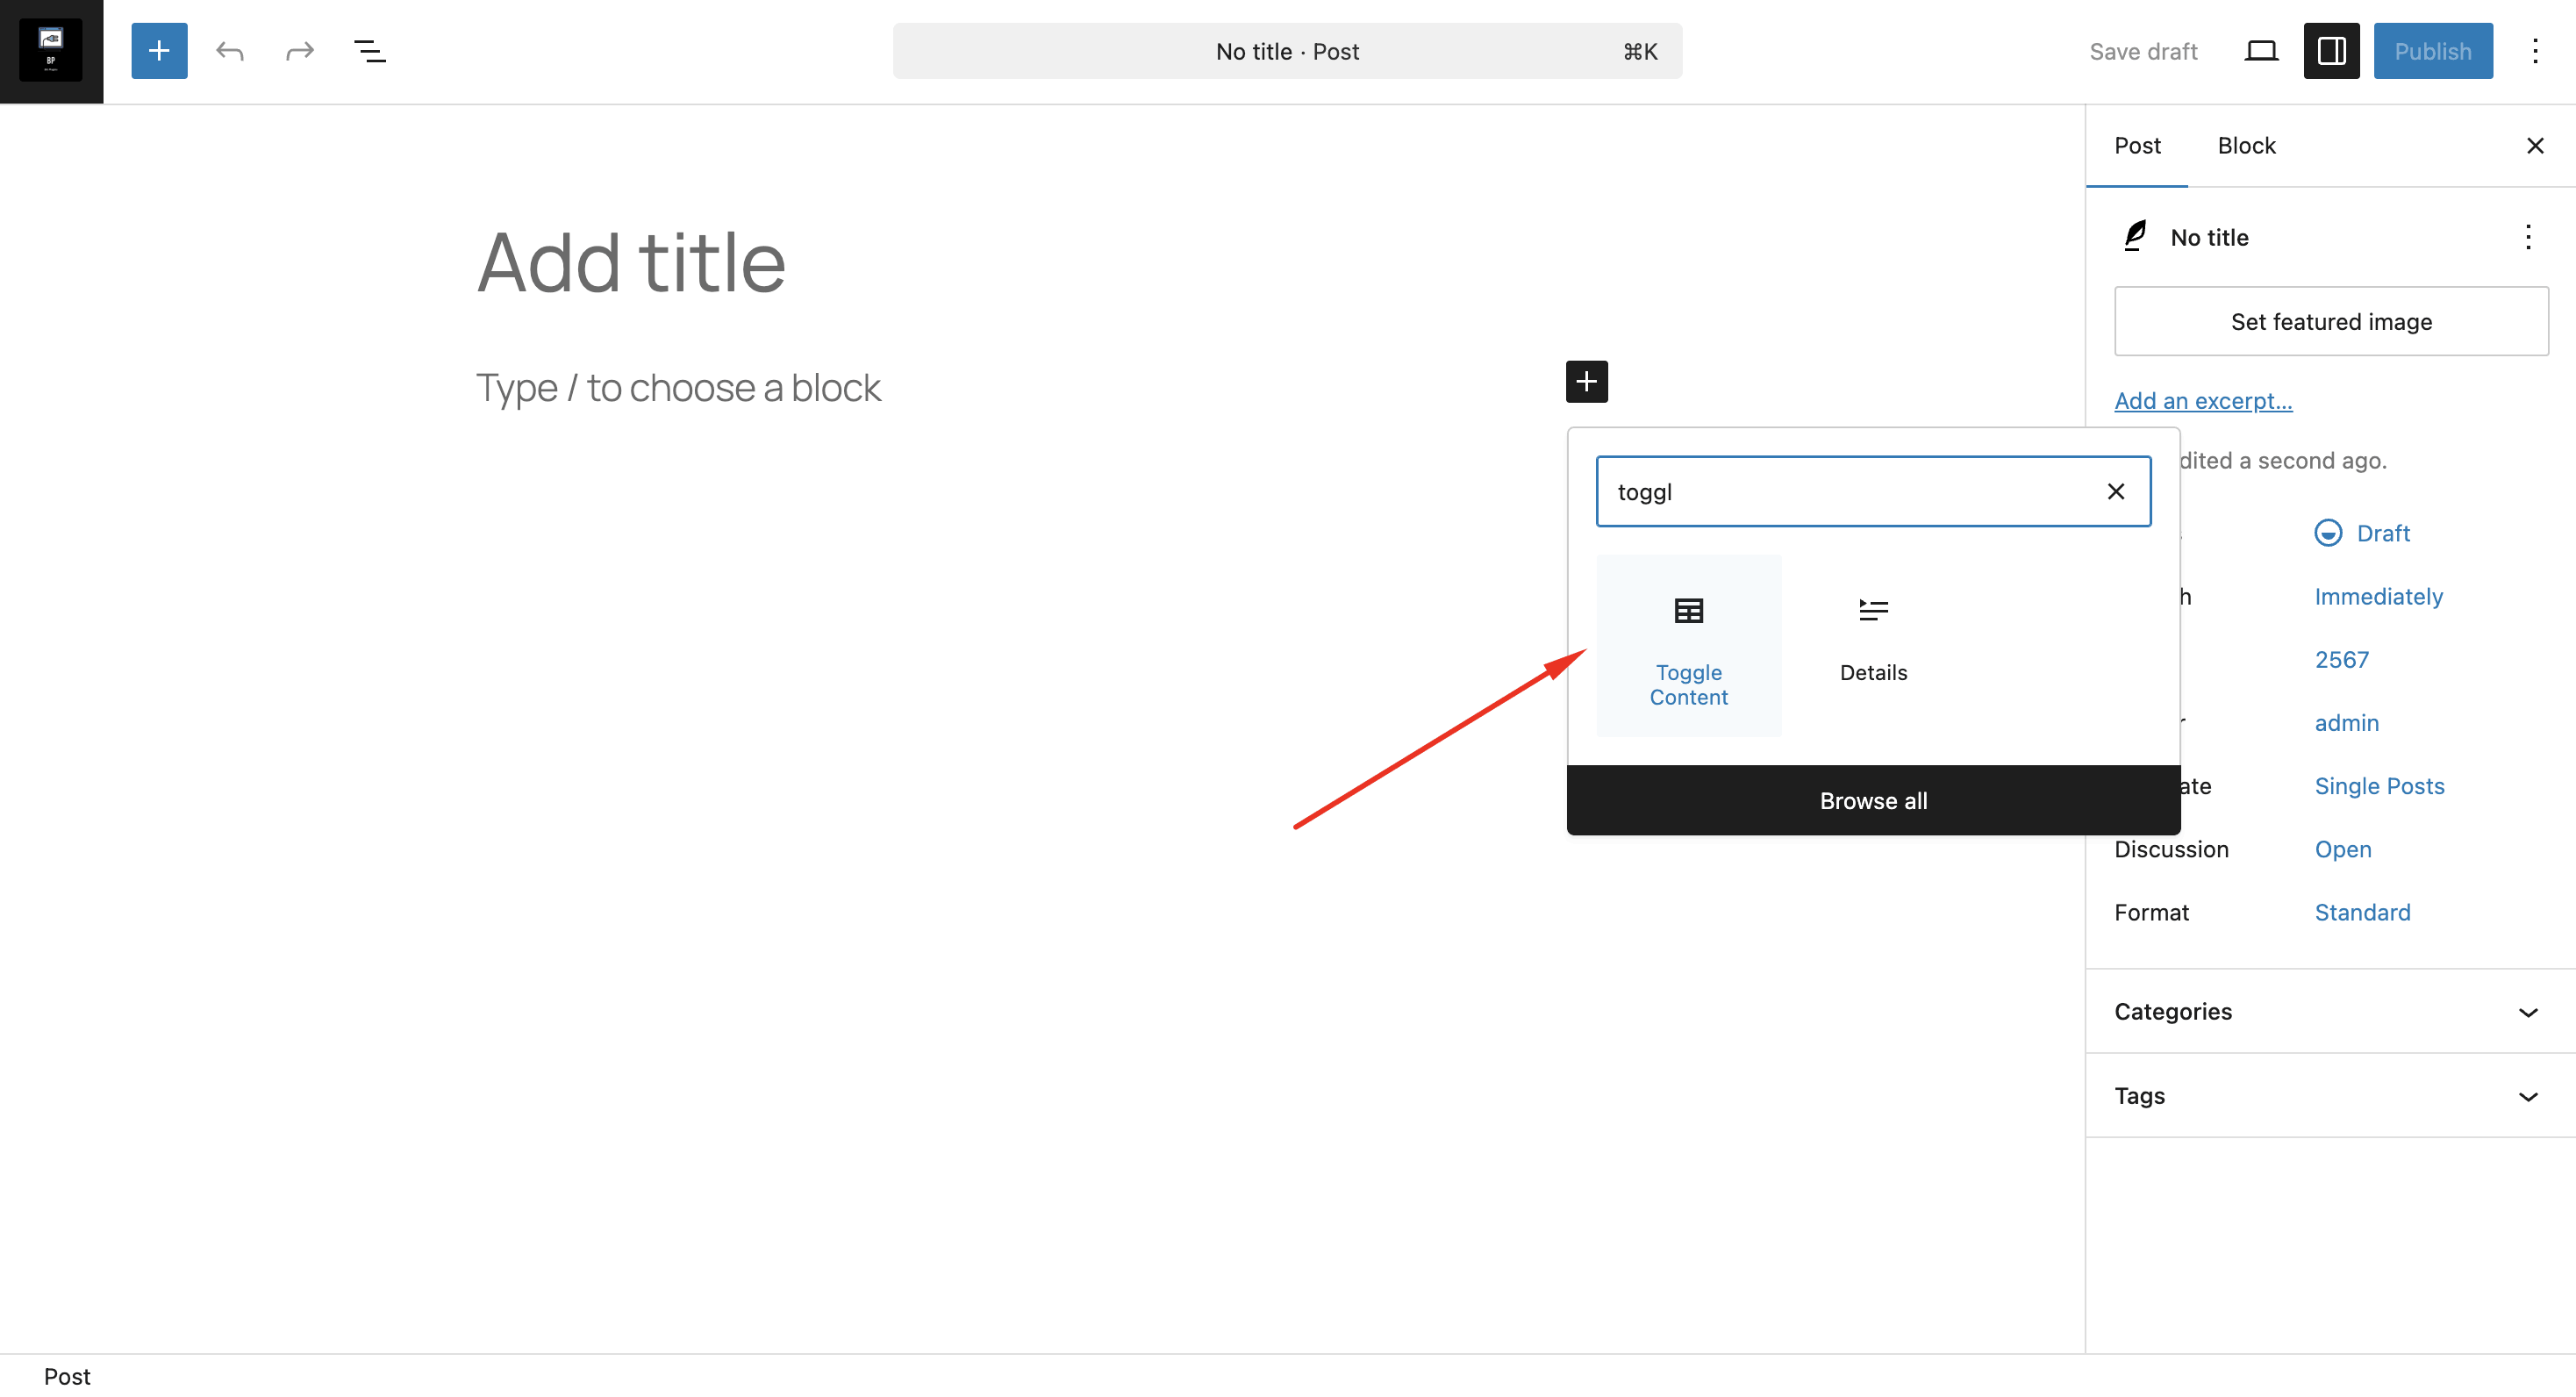 BP
No title · Post
⌘K
Save draft
Publish
Post
Block
Add title
No title
Set featured image
Type / to choose a block
Add an excerpt...
toggl
dited a second ago.
Draft
h
Immediately
Toggle
Content
Details
2567
r
admin
ate
Single Posts
Browse all
Discussion
Open
Format
Standard
Categories
Tags
Post